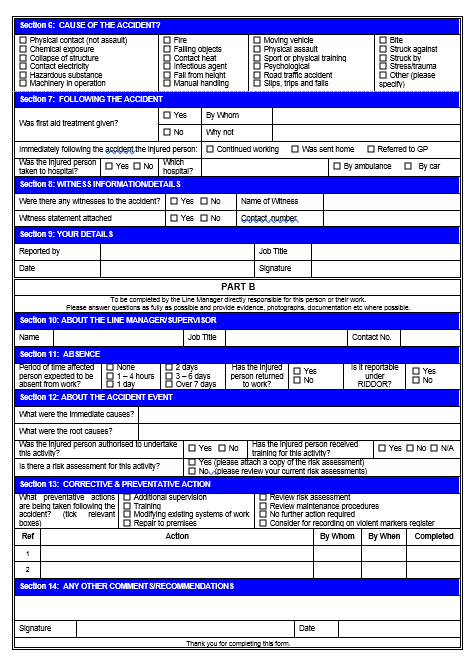 Section 6: CAUSE OF THE ACCIDENT?
☐ Physical contact (not assault) ☐ Fire ☐ Moving vehicle ☐ Bite
☐ Chemical exposure ☐ Falling objects ☐ Physical assault ☐ Struck against
☐ Collapse of structure ☐ Contact heat ☐ Sport or physical training ☐ Struck by
☐ Contact electricity ☐ Infectious agent ☐ Psychological ☐ Stress/trauma
☐ Hazardous substance ☐ Fall from height ☐ Road traffic accident ☐ Other (please
☐ Machinery in operation ☐ Manual handling ☐ Slips, trips and falls specify)
Section 7: FOLLOWING THE ACCIDENT
Was first aid treatment given? ☐ Yes By Whom
☐ No Why not
Immediately following the accident,the injured person: ☐ Continued working ☐ Was sent home ☐ Referred to GP
Was the injured person ☐ Yes ☐ No Which ☐ By ambulance ☐ By car
taken to hospital? hospital?
Section 8: WITNESS INFORMATION/DETAILS
Were there any witnesses to the accident? ☐ Yes ☐ No Name of Witness
Witness statement attached ☐ Yes ☐ No Contact number
Section 9: YOUR DETAILS
Reported by Job Title
Date Signature
PART B
To be completed by the Line Manager directly responsible for this person or their work.
Please answer questions as fully as possible and provide evidence, photographs, documentation etc where possible.
Section 10: ABOUT THE LINE MANAGER/SUPERVISOR
Name Job Title Contact No.
Section 11: ABSENCE
Period of time affected ☐ None ☐ 2 days Has the ☐ Yes Is it reportable ☐ Yes
person expected to be ☐ 1 – 4 hours ☐ 3 – 6 days injured person returned ☐ No under ☐ No
absent from work? ☐ 1 day ☐ Over 7 days to work? RIDDOR?
Section 12: ABOUT THE ACCIDENT EVENT
What were the immediate causes?
What were the root causes?
Was the injured person authorised to undertake ☐ Yes ☐ No Has the injured person received ☐ Yes ☐ No ☐ N/A
this activity? training for this activity?
Is there a risk assessment for this activity? ☐ Yes (please attach a copy of the risk assessment)
☐ No (please review your risk assessments)
Section 13: CORRECTIVE & PREVENTATIVE ACTION
What preventative actions ☐ Additional supervision ☐ Review risk assessment
are being taken following the ☐ Training ☐ Review maintenance procedures
accident? (tick relevant ☐ Modifying existing systems of work ☐ No further action required
boxes) ☐ Repair to premises ☐ Consider for recording on violent markers register
Ref Action By Whom By When Completed
1
2
Section 14: ANY OTHER COMMENTS/RECOMMENDATIONS
Signature Date
Thank you for completing this form.